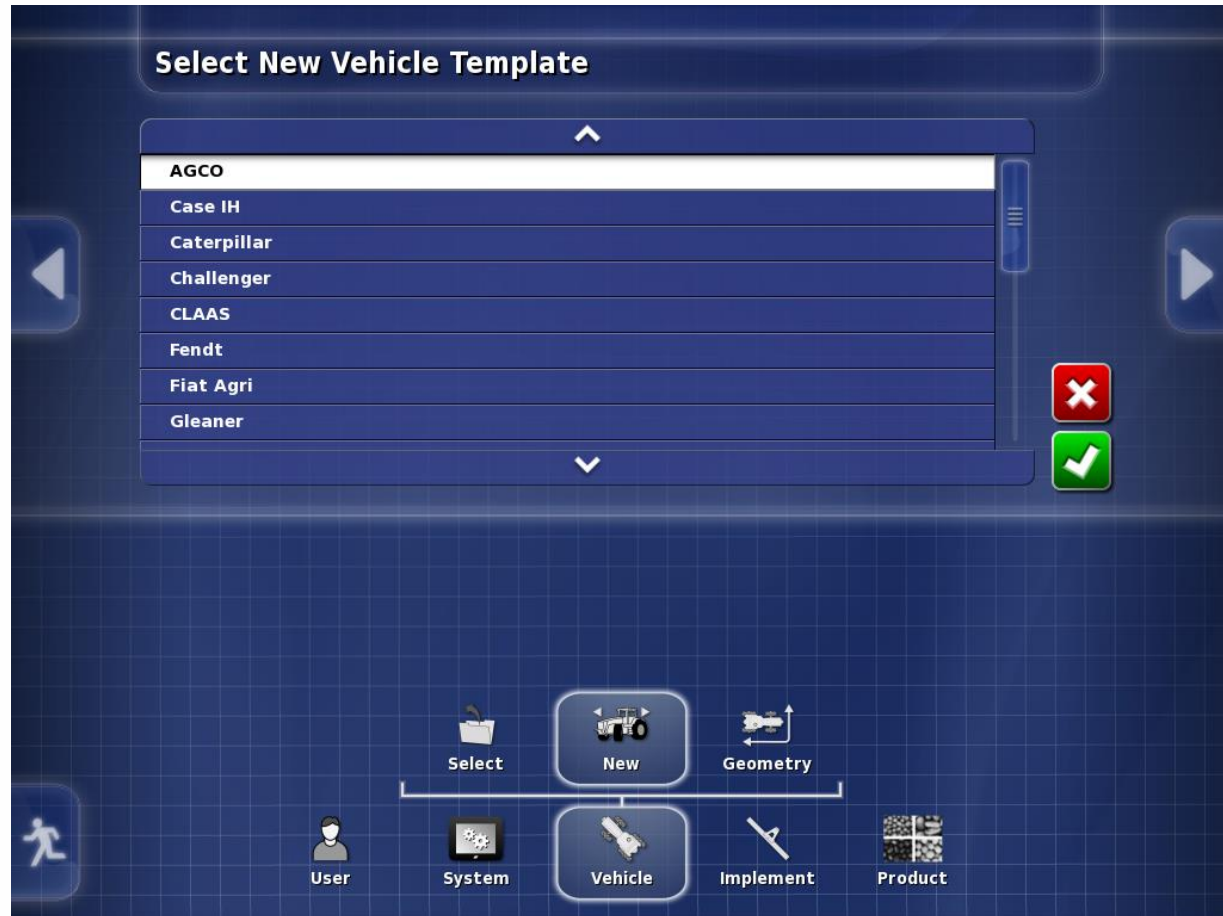 Select New Vehicle Template
AGCO
Case IH
Caterpillar
Challenger
CLAAS
Fendt
Fiat Agri
Gleaner
Select
New
Geometry
User
System
Vehicle
Implement
Product